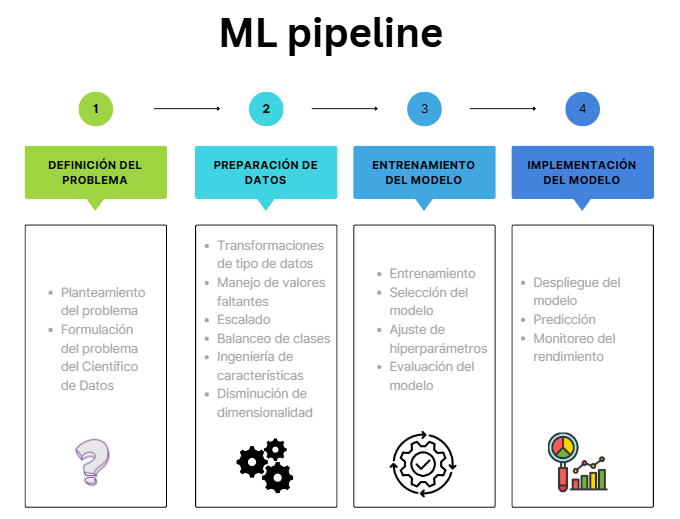 ML pipeline
1
2
3
4
DEFINICIÓN DEL
PROBLEMA
PREPARACIÓN DE
DATOS
ENTRENAMIENTO
DEL MODELO
IMPLEMENTACIÓN
DEL MODELO
• Planteamiento
del problema
• Formulación
del problema
del Científico
de Datos
• Transformaciones
de tipo de datos
• Manejo de valores
faltantes
• Escalado
• Balanceo de clases
• Ingeniería de
características
• Disminución de
dimensionalidad
• Entrenamiento
• Selección del
modelo
• Ajuste de
hiperparámetros
• Evaluación del
modelo
• Despliegue del
modelo
• Predicción
• Monitoreo del
rendimiento